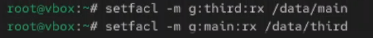 root@vbox:~# setfacl -m g:third:rx /data/main
root@vbox:~# setfacl -m g:main:rx /data/third